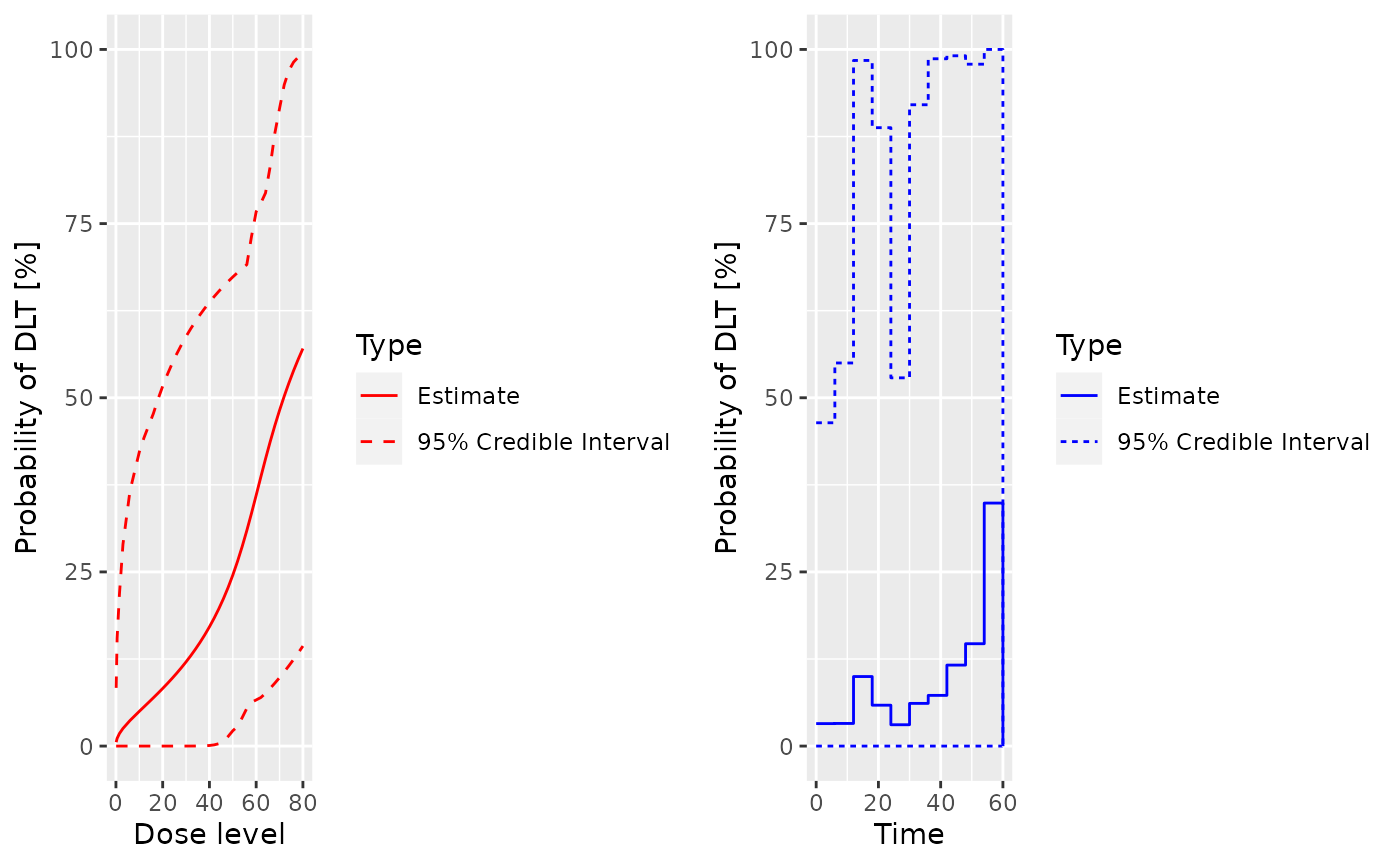 Probability of DLT [%]
100
75
50
25
0
0 20 40 60 80
Dose level
Type
Estimate
95% Credible Interval
Probability of DLT [%]
100
75
50
25
0
0 20 40 60
Time
Type
Estimate
95% Credible Interval